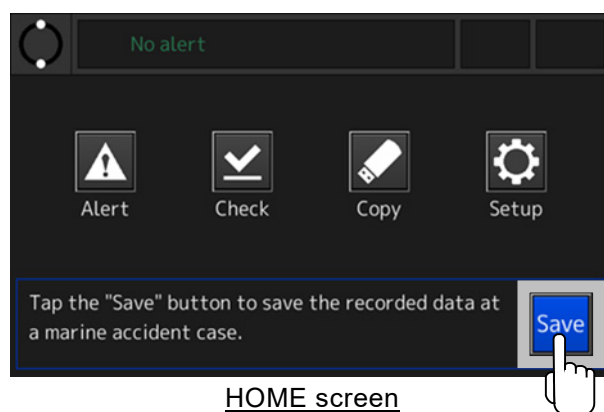 No alert
Alert Check Copy Setup
Tap the "Save" button to save the recorded data at
a marine accident case.
Save
HOME screen